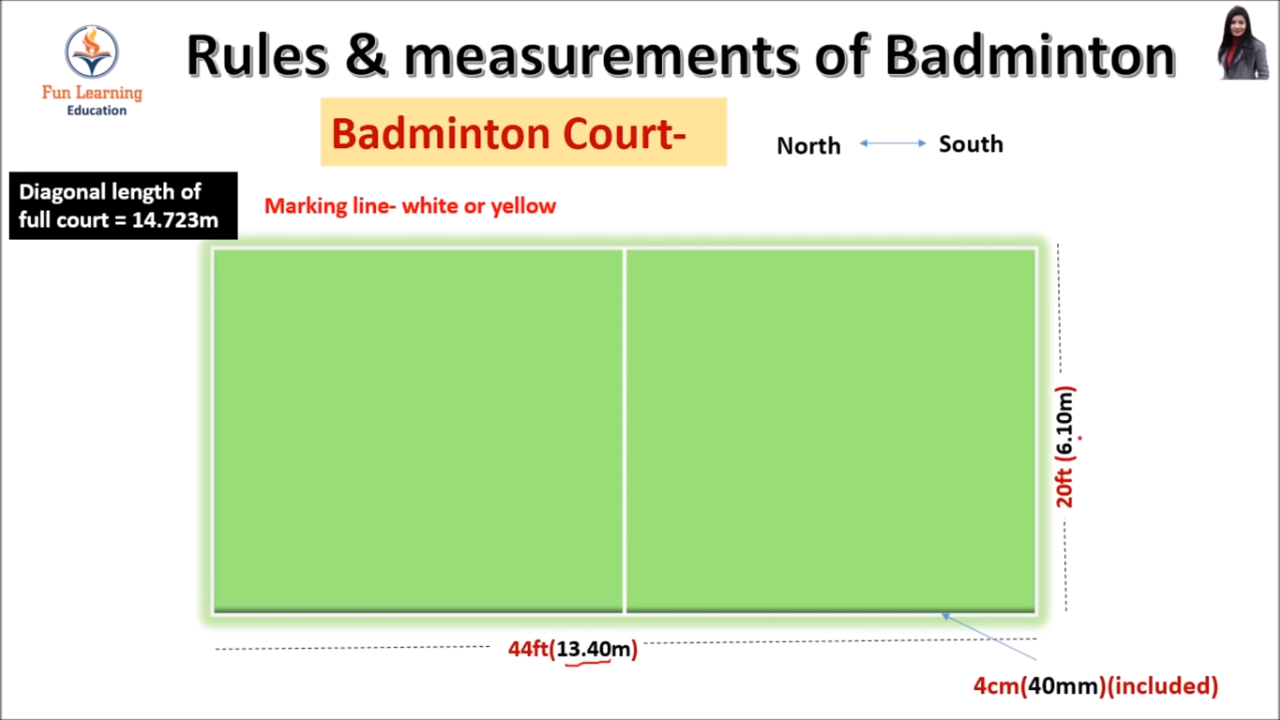 Rules & measurements of Badminton
Fun Learning
Education
Badminton Court-
North
South
Diagonal length of
full court = 14.723m
Marking line- white or yellow
20ft (6.10m)
44ft(13.40m)
4cm(40mm)(included)